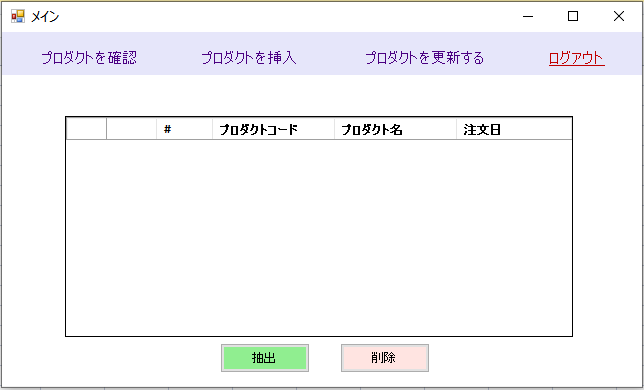 メイン
プロダクトを確認 プロダクトを挿入 プロダクトを更新する ログアウト
# プロダクトコード プロダクト名 注文日
抽出 削除